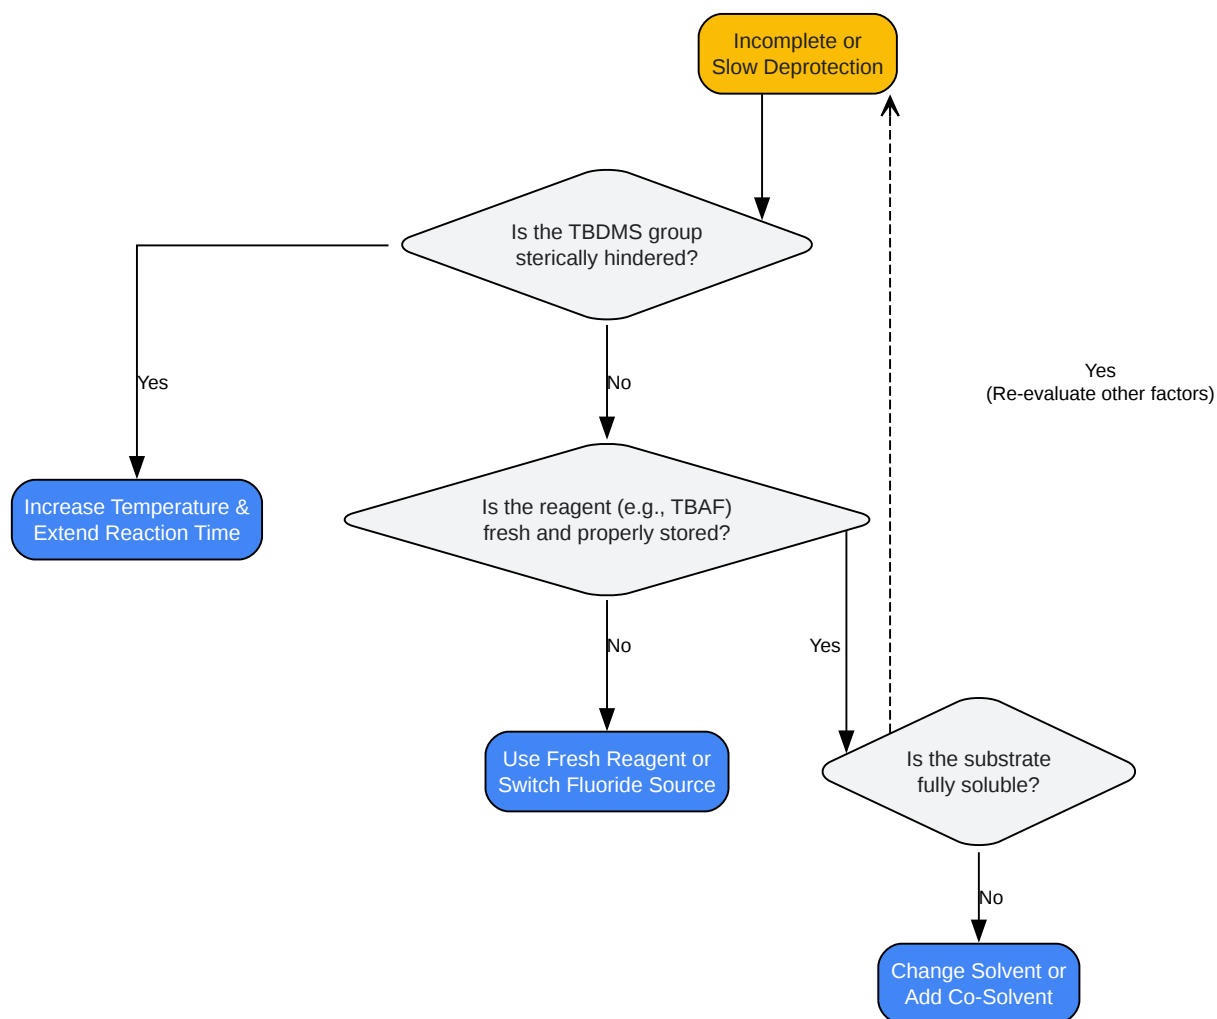 Incomplete or
Slow Deprotection
Is the TBDMS group
sterically hindered?
Yes
No
Yes
(Re-evaluate other factors)
Increase Temperature &
Extend Reaction Time
Is the reagent (e.g., TBAF)
fresh and properly stored?
No
Yes
Use Fresh Reagent or
Switch Fluoride Source
Is the substrate
fully soluble?
No
Change Solvent or
Add Co-Solvent